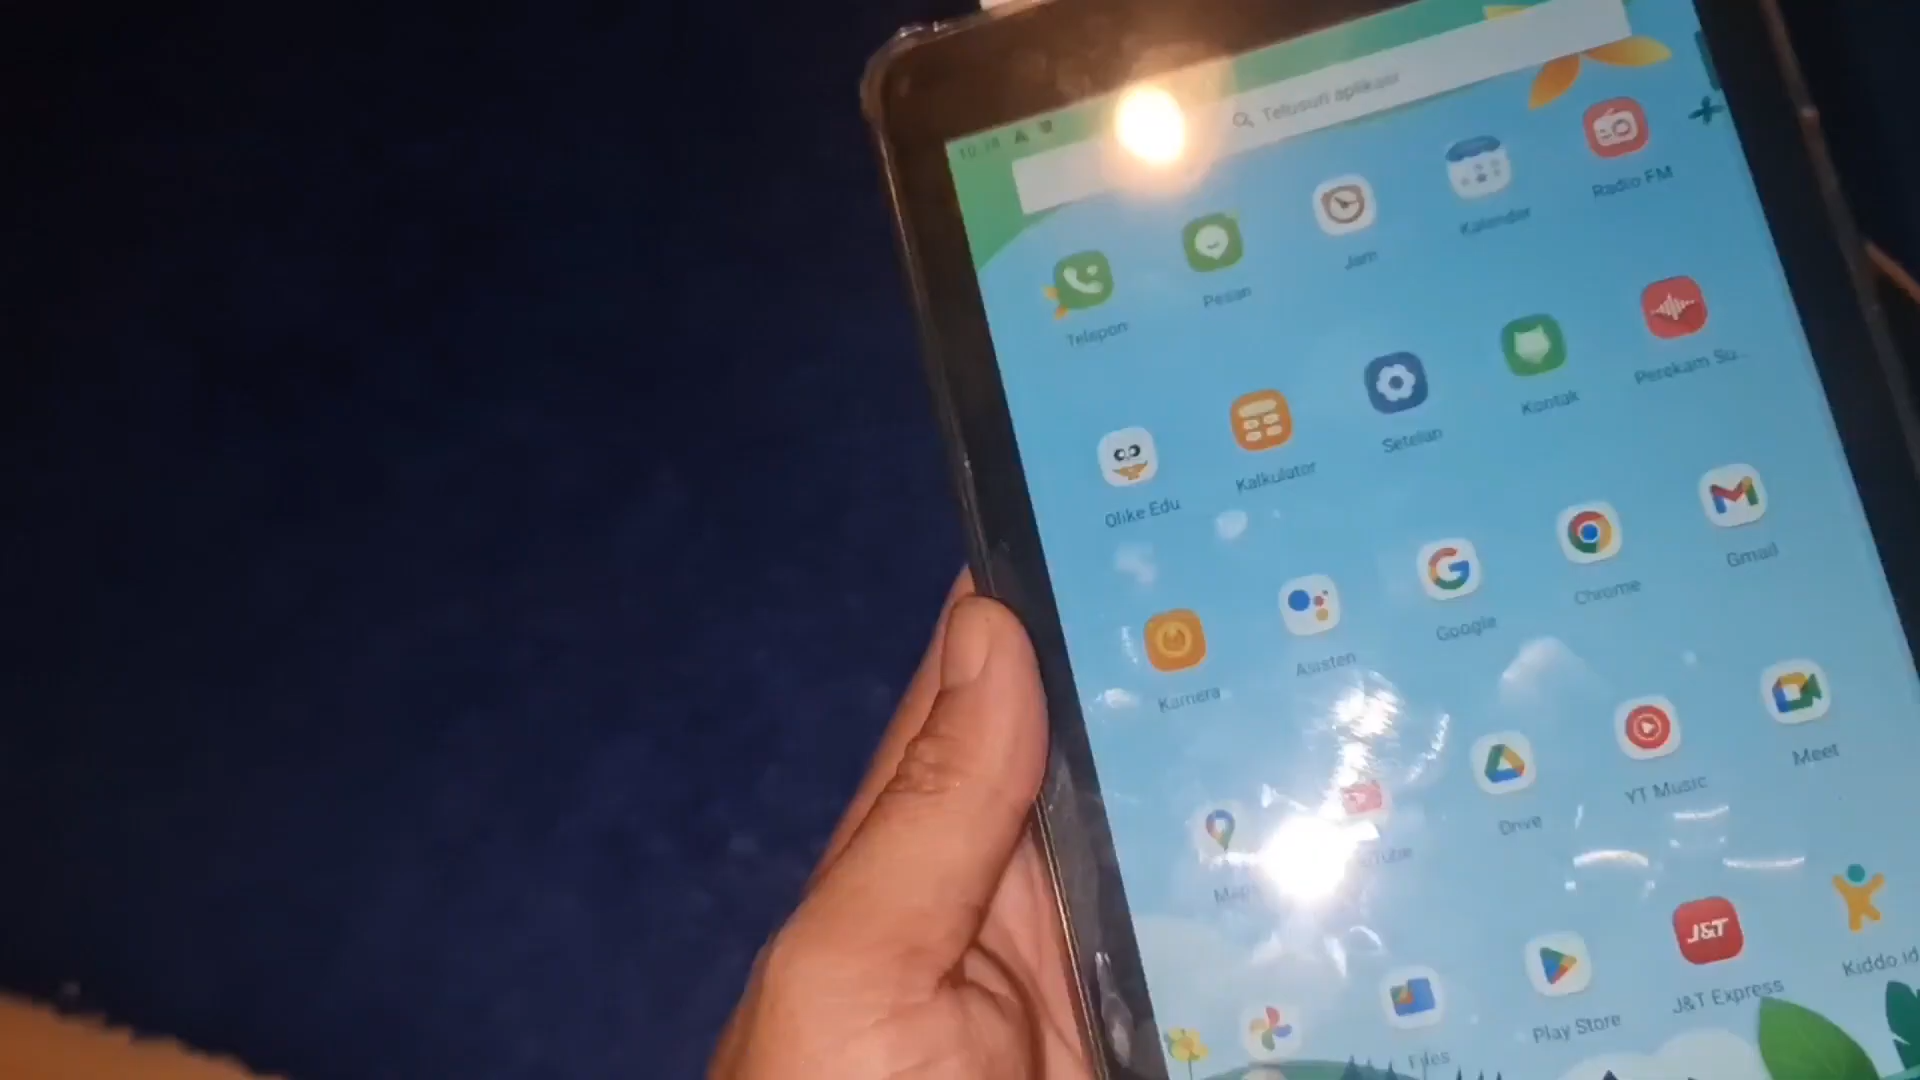 Telusuri aplikasi
Telepon
Pesan
Jam
Kalender
Radio FM
Olike Edu
Kalkulator
Setelan
Kontak
Perekam Su...
Kamera
Asisten
Google
Chrome
Gmail
Maps
Drive
YT Music
Meet
Files
Play Store
J&T
J&T Express
Kiddo.id